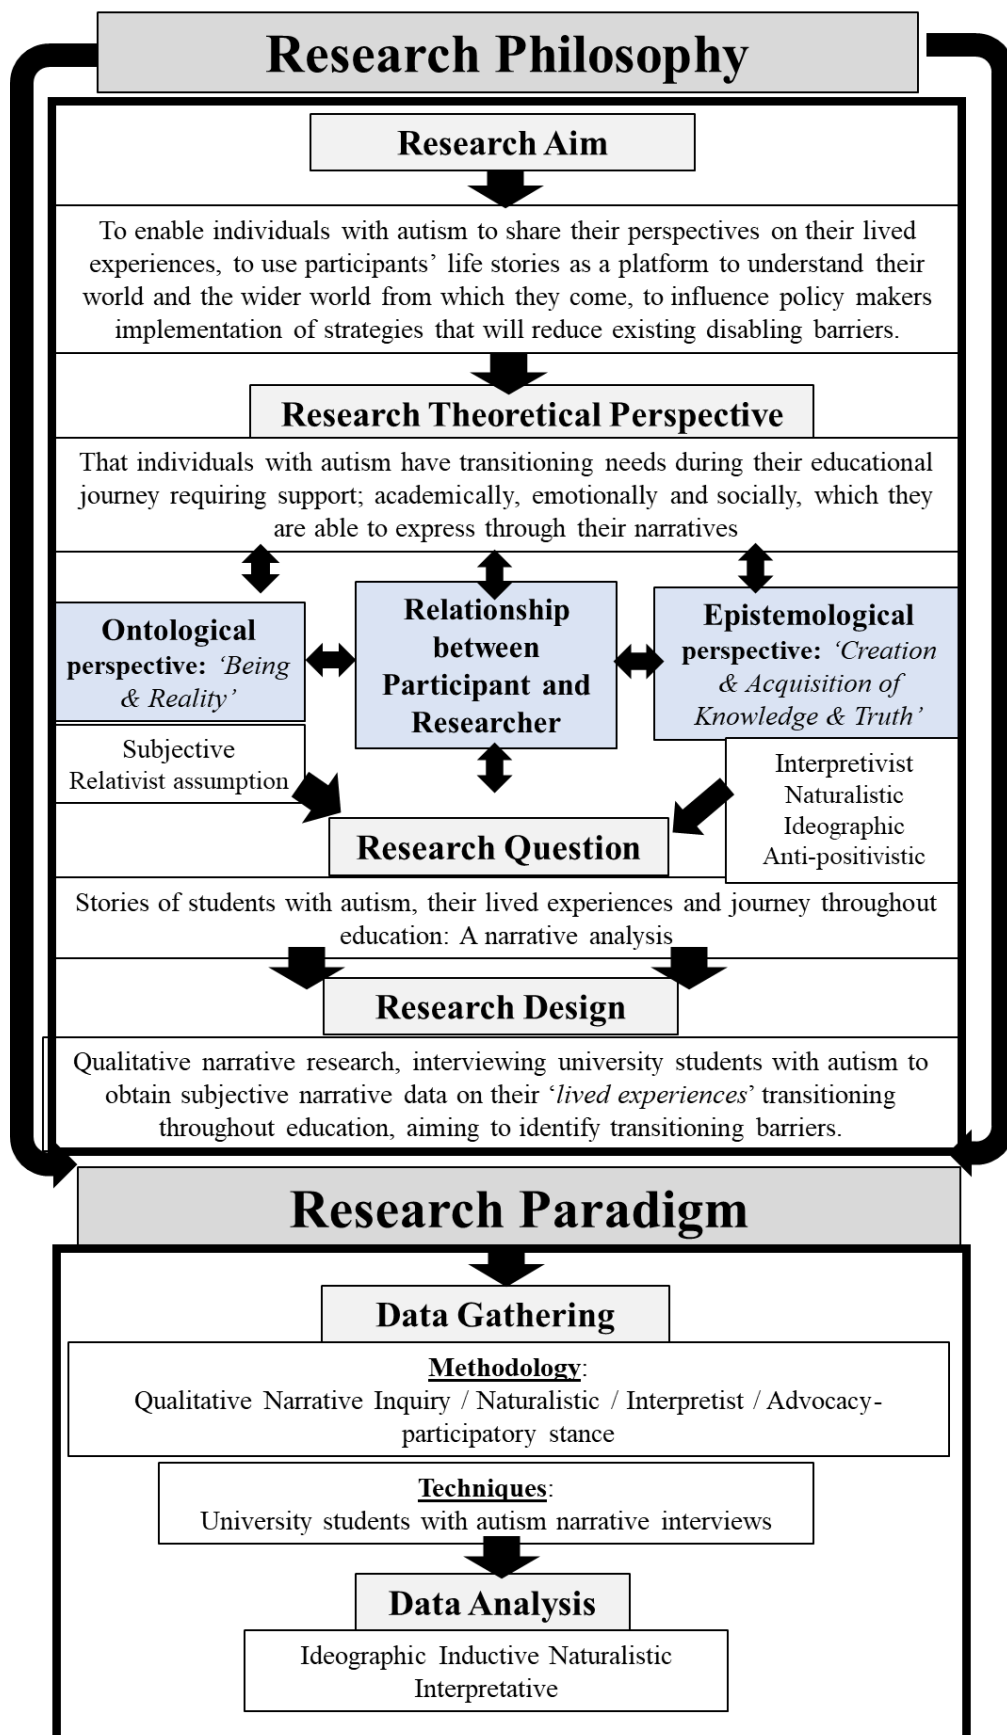 Research Philosophy
Research Aim
To enable individuals with autism to share their perspectives on their lived
experiences, to use participants’ life stories as a platform to understand their
world and the wider world from which they come, to influence policy makers
implementation of strategies that will reduce existing disabling barriers.
Research Theoretical Perspective
That individuals with autism have transitioning needs during their educational
journey requiring support; academically, emotionally and socially, which they
are able to express through their narratives
Ontological
perspective: ‘Being
& Reality’
Subjective
Relativist assumption
Relationship
between
Participant and
Researcher
Epistemological
perspective: ‘Creation
& Acquisition of
Knowledge & Truth’
Interpretivist
Naturalistic
Ideographic
Anti-positivistic
Research Question
Stories of students with autism, their lived experiences and journey throughout
education: A narrative analysis
Research Design
Qualitative narrative research, interviewing university students with autism to
obtain subjective narrative data on their ‘lived experiences’ transitioning
throughout education, aiming to identify transitioning barriers.
Research Paradigm
Data Gathering
Methodology:
Qualitative Narrative Inquiry / Naturalistic / Interpretist / Advocacy-
participatory stance
Techniques:
University students with autism narrative interviews
Data Analysis
Ideographic Inductive Naturalistic
Interpretative